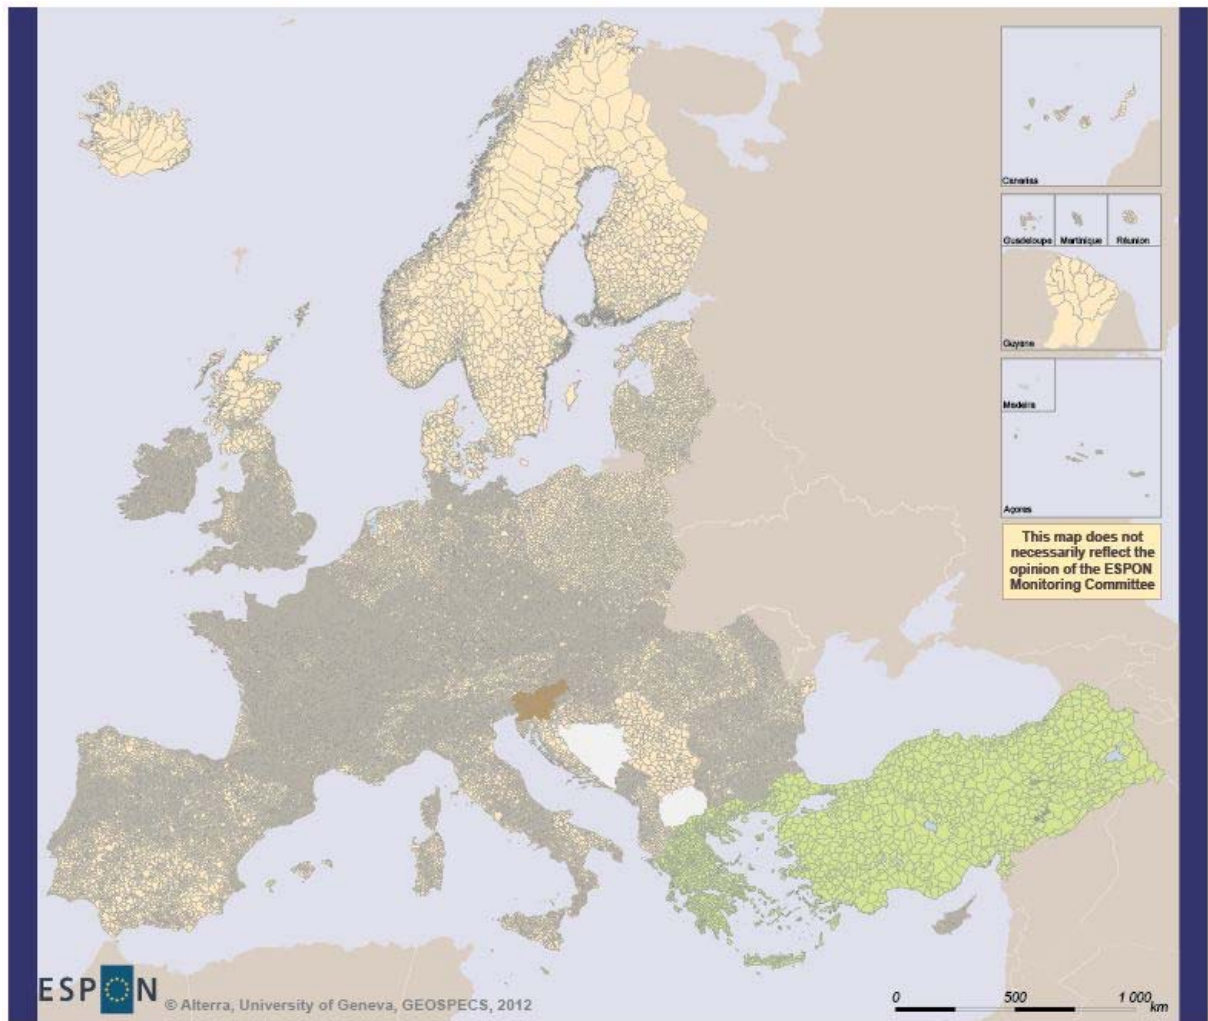 Canarias
Guadeloupe
Martinique
Réunion
Guyane
Madeira
Açores
This map does not
necessarily reflect the
opinion of the ESPON
Monitoring Committee
ESPON
© Alterra, University of Geneva, GEOSPECS, 2012
0 500 1 000
km